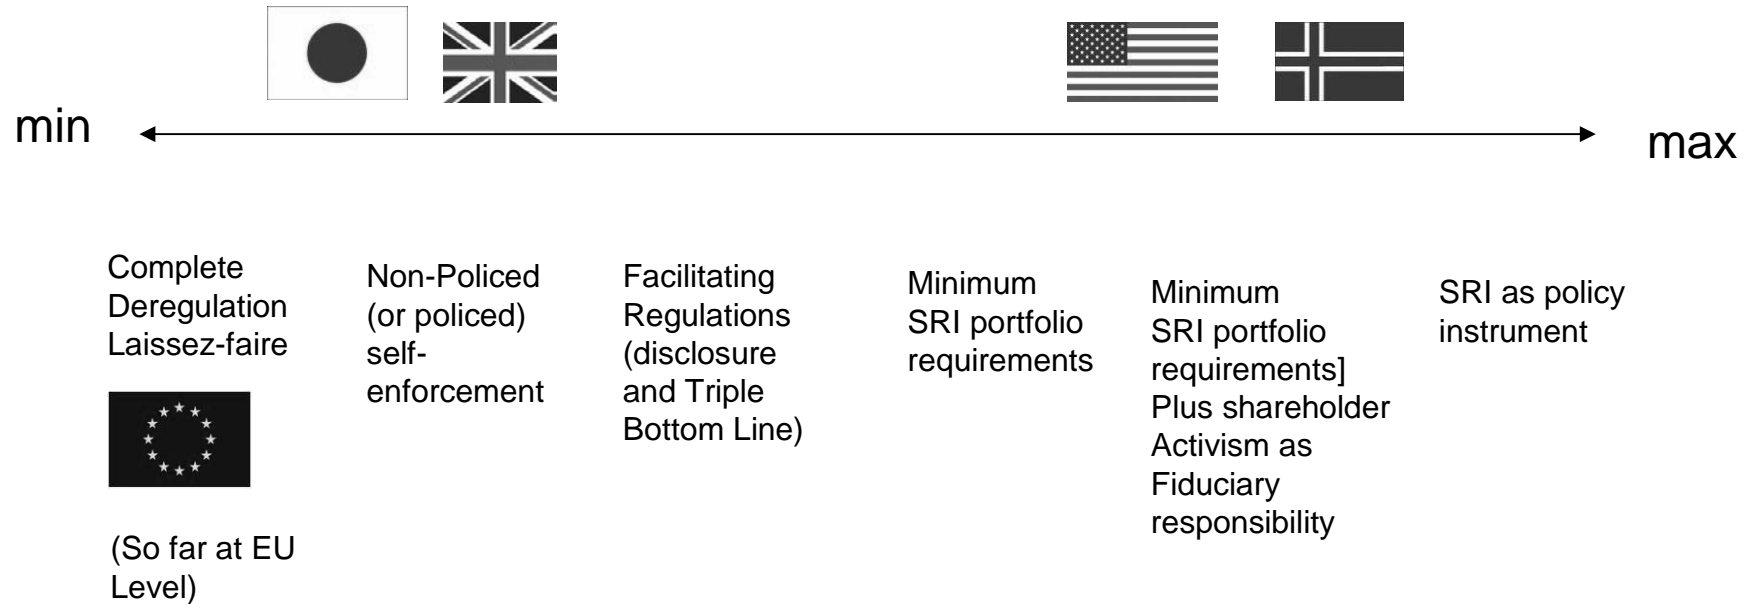 min
max
Complete
Deregulation
Laissez-faire
(So far at EU
Level)
Non-Policed
(or policed)
self-
enforcement
Facilitating
Regulations
(disclosure
and Triple
Bottom Line)
Minimum
SRI portfolio
requirements
Minimum
SRI portfolio
requirements]
Plus shareholder
Activism as
Fiduciary
responsibility
SRI as policy
instrument